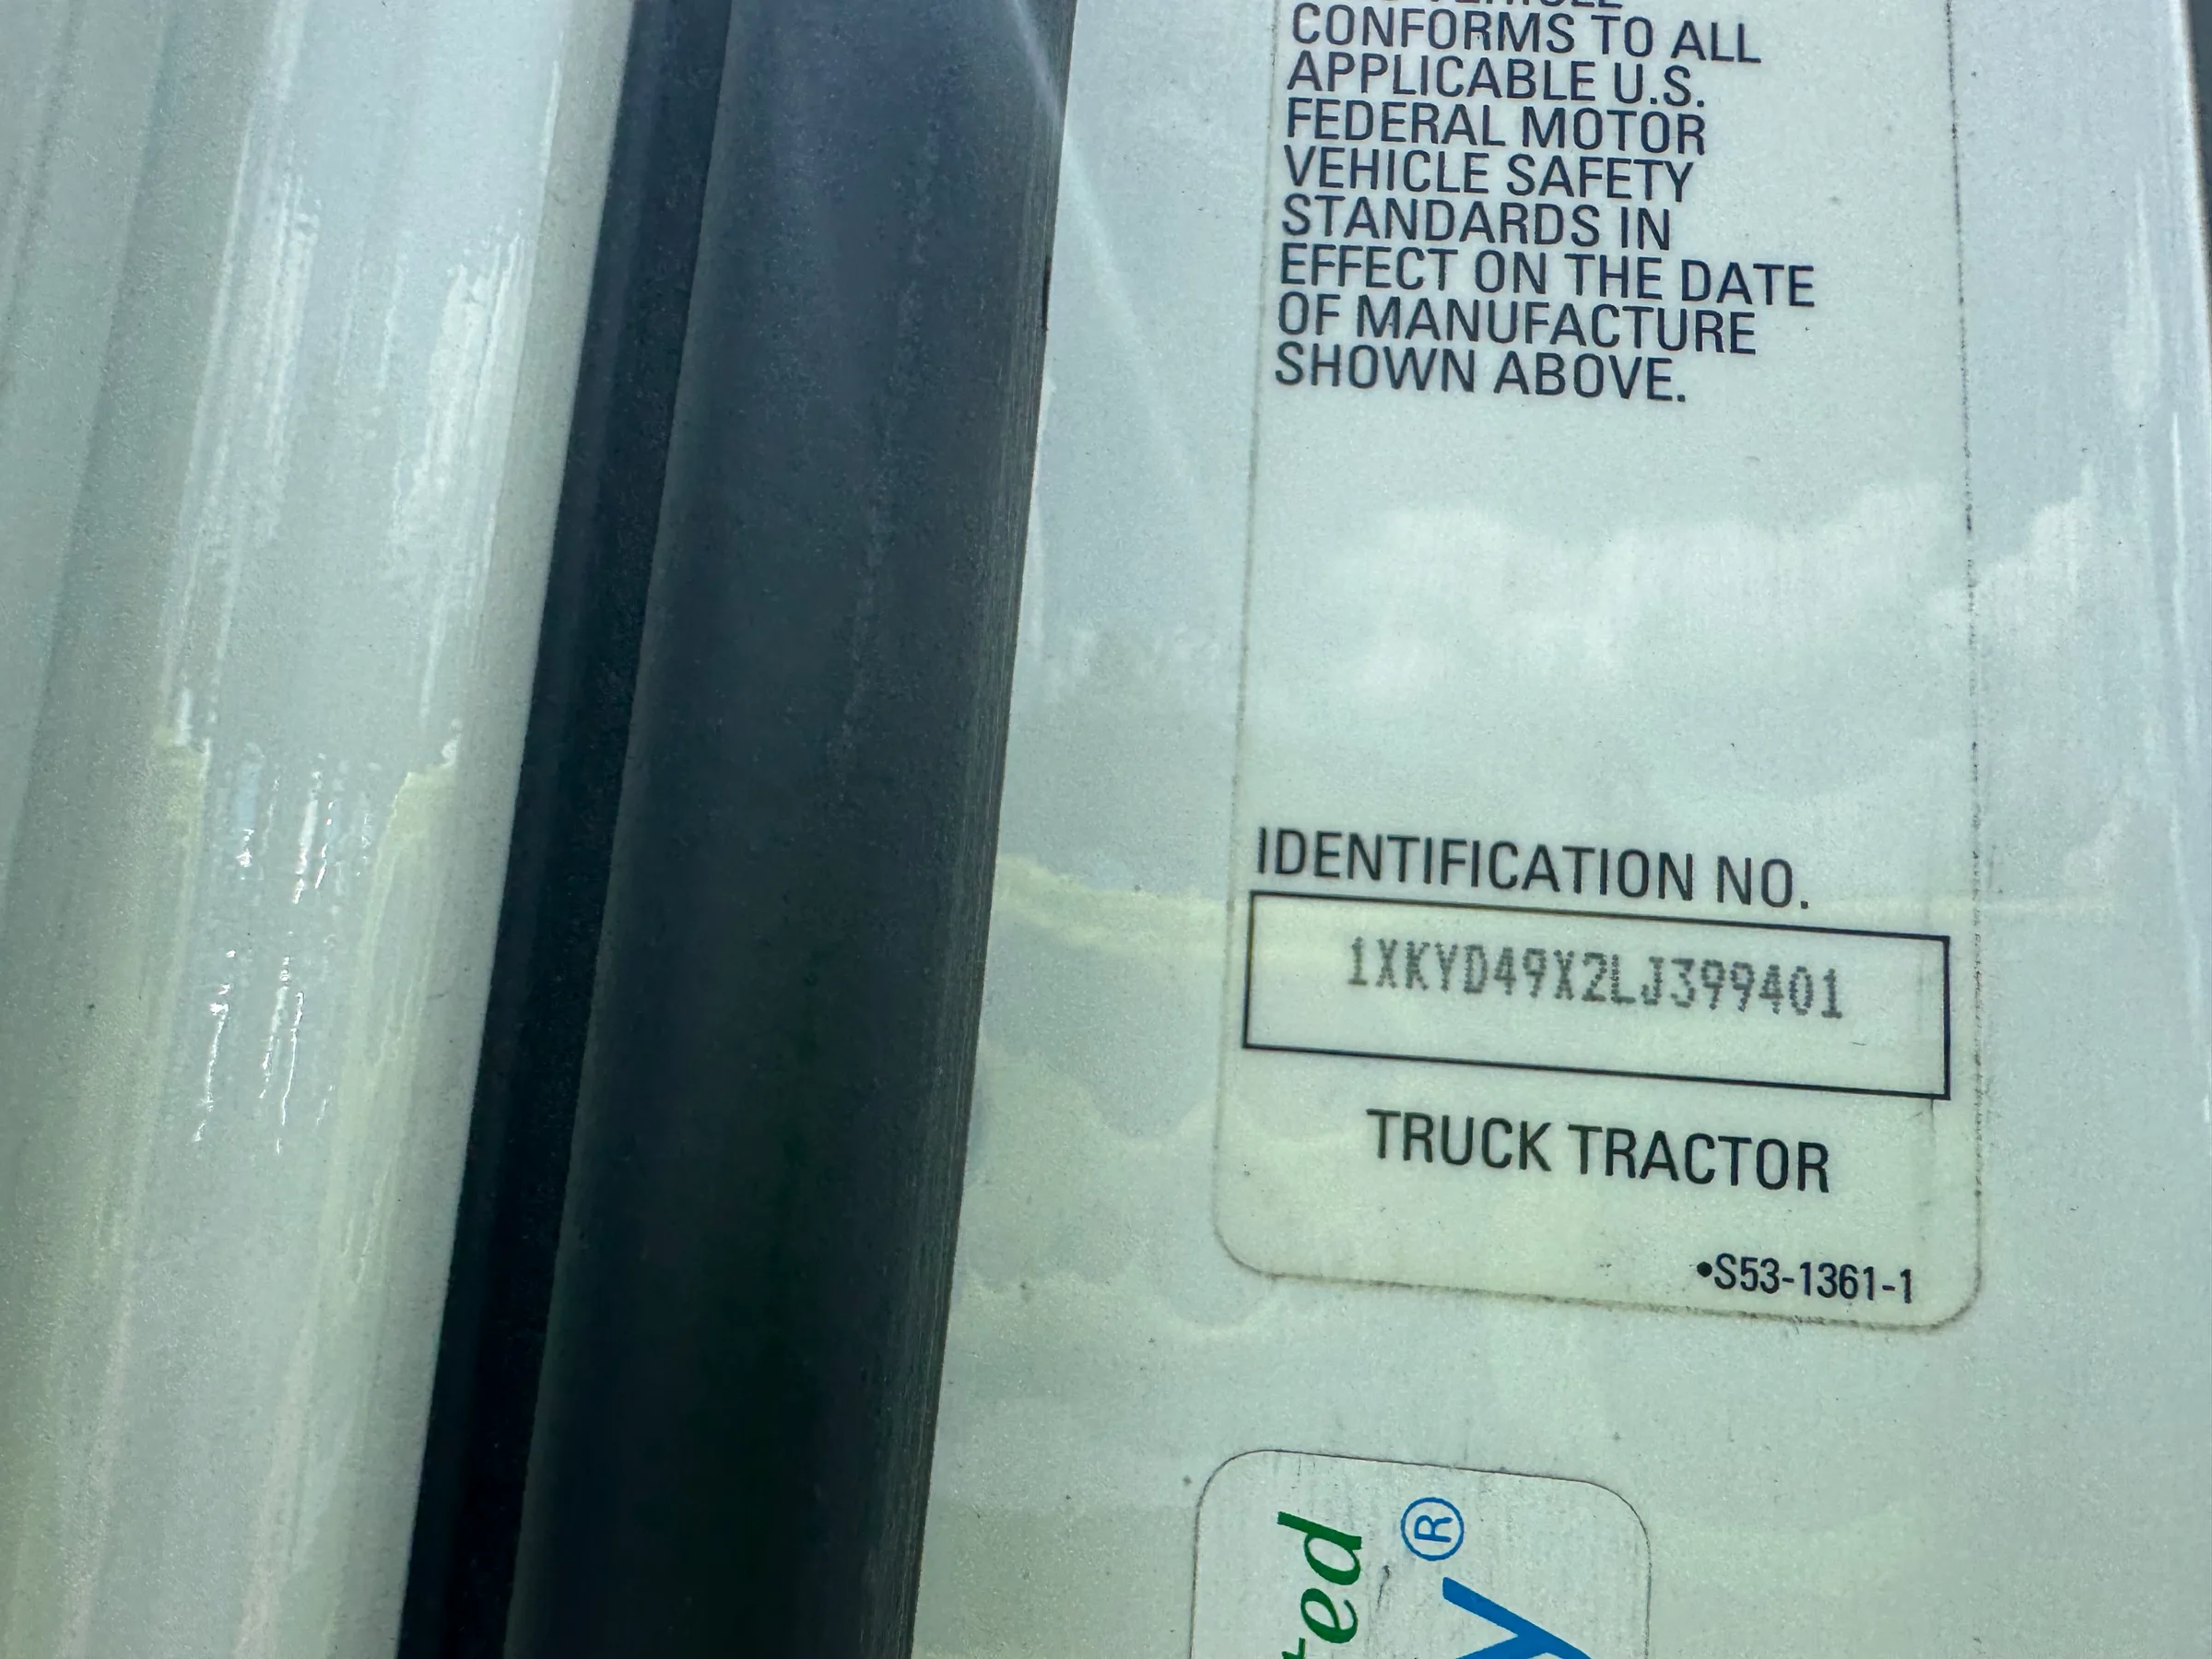 CONFORMS TO ALL
APPLICABLE U.S.
FEDERAL MOTOR
VEHICLE SAFETY
STANDARDS IN
EFFECT ON THE DATE
OF MANUFACTURE
SHOWN ABOVE.
IDENTIFICATION NO.
1XKYD49X2LJ399401
TRUCK TRACTOR
•S53-1361-1
®